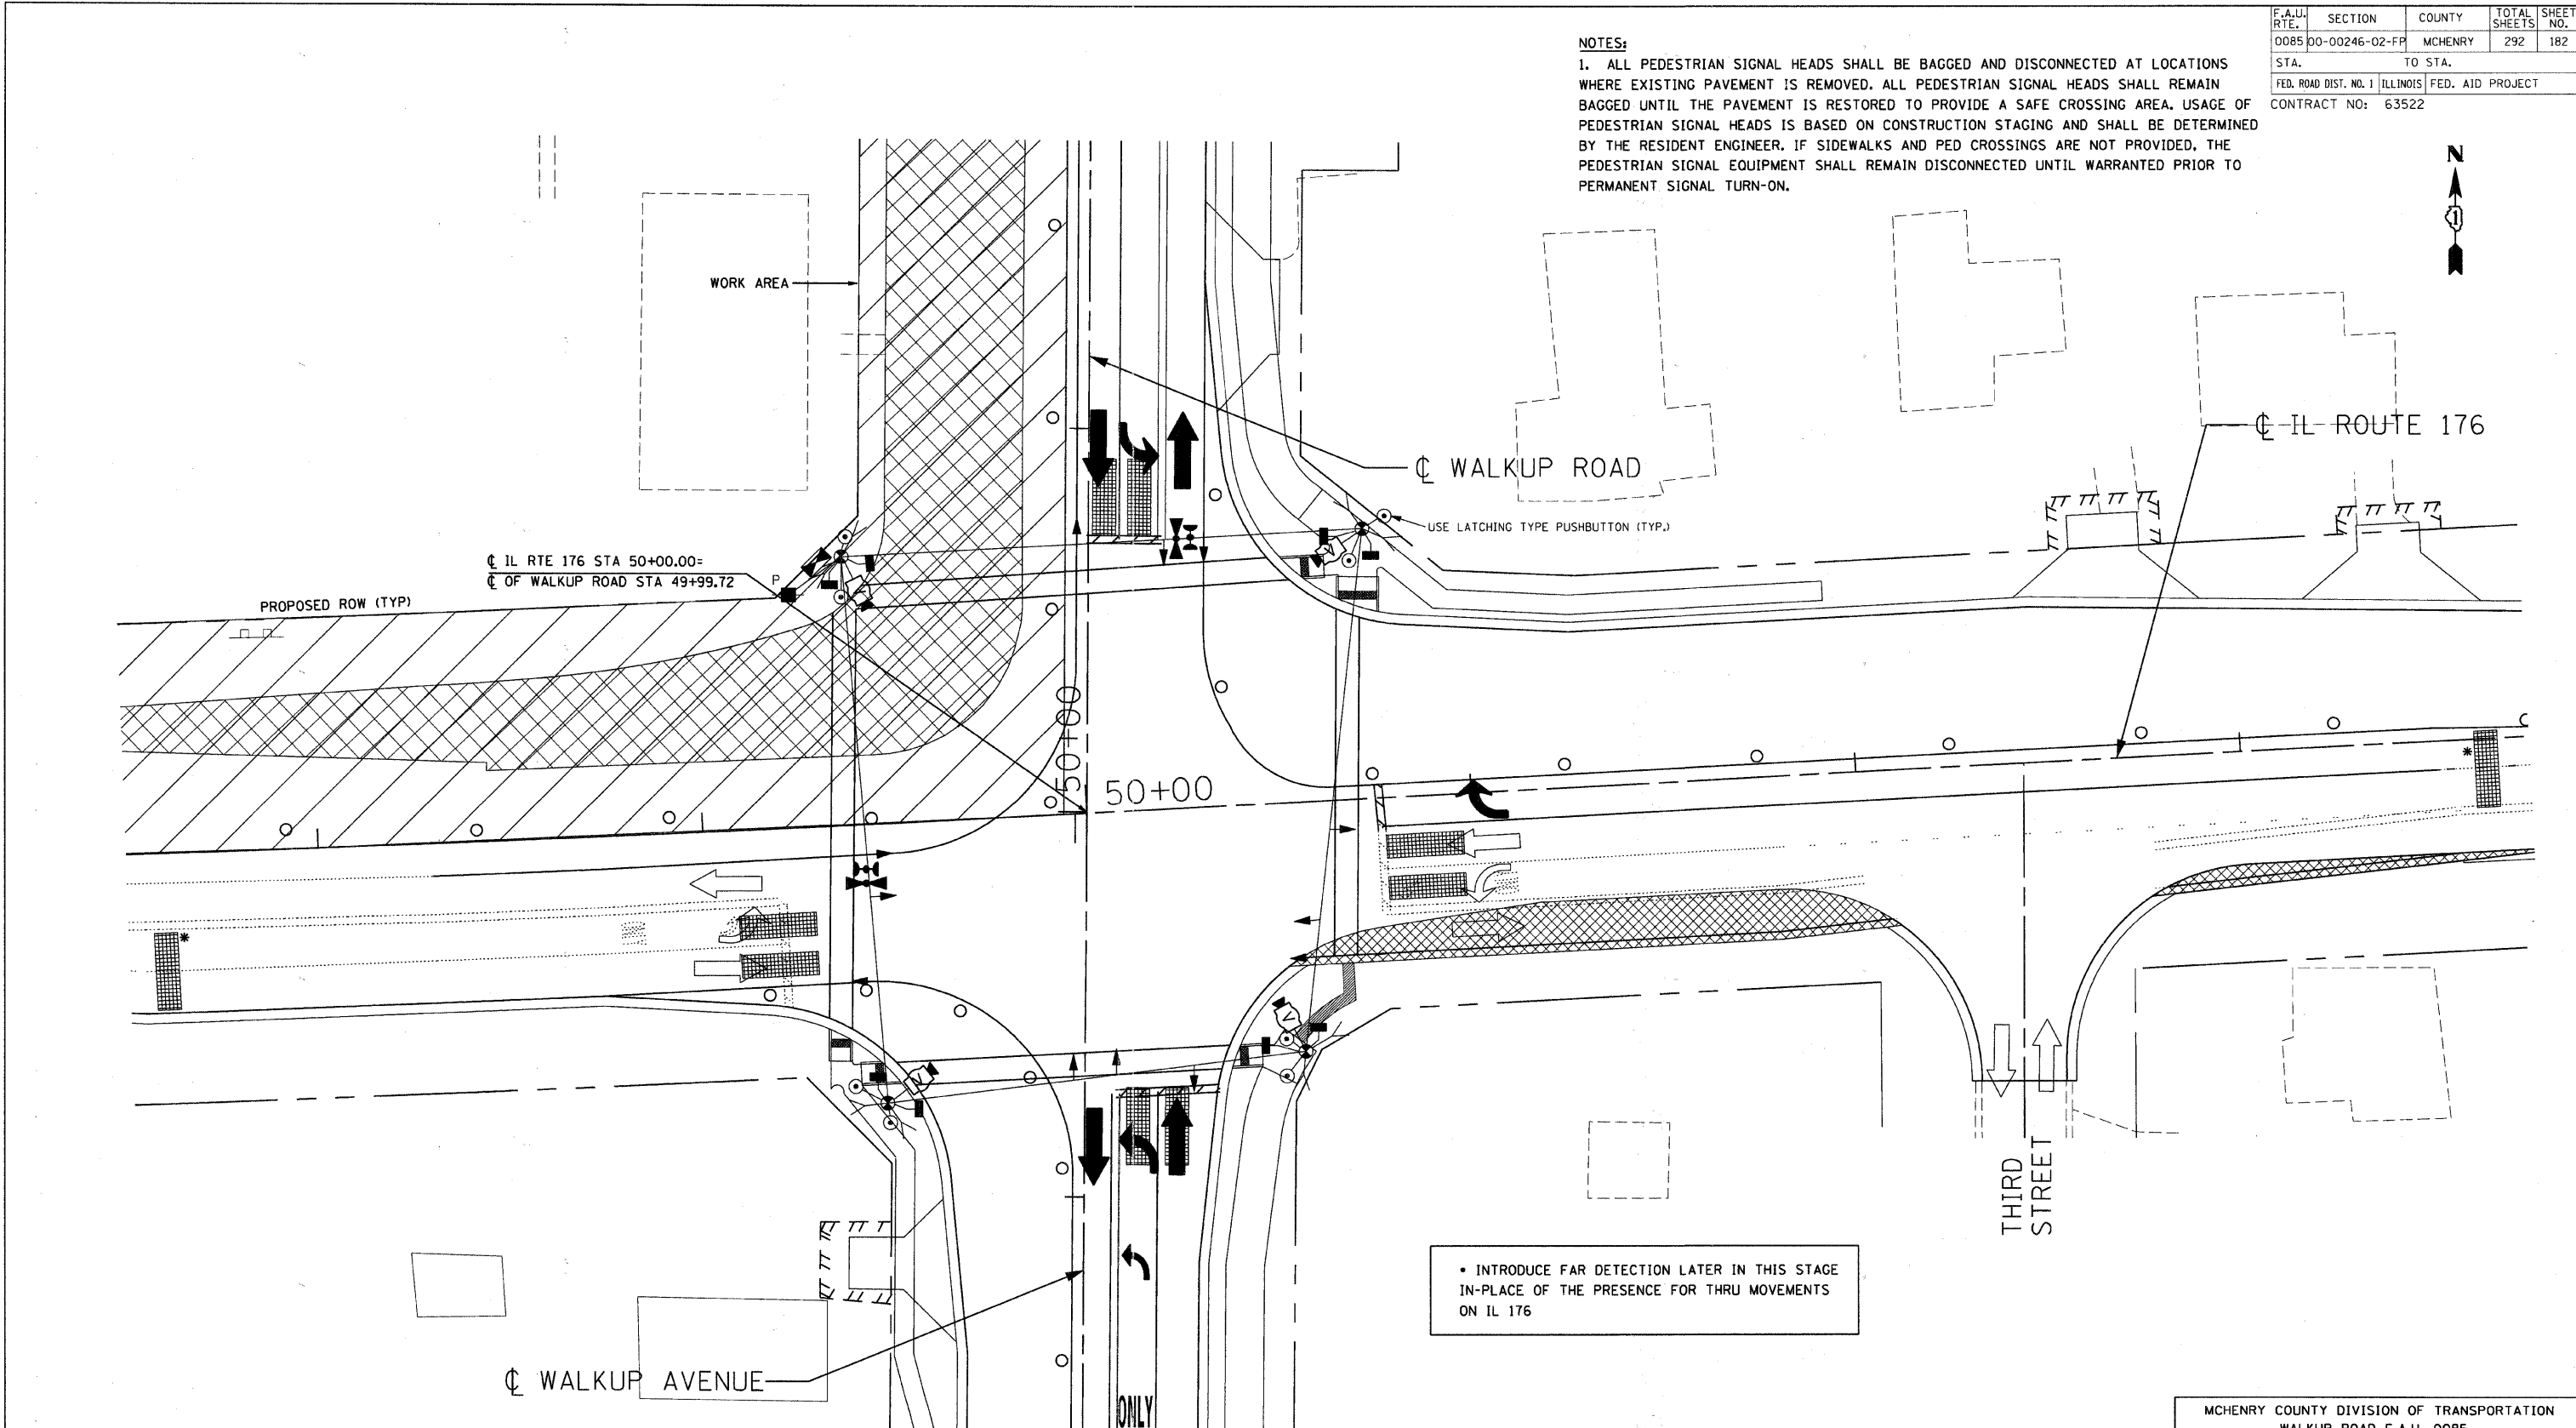 F.A.U. RTE. SECTION COUNTY TOTAL SHEETS SHEET NO.
0085 00-00246-02-FP MCHENRY 292 182
STA. TO STA.
FED. ROAD DIST. NO. 1 ILLINOIS FED. AID PROJECT
CONTRACT NO: 63522
NOTES:
1. ALL PEDESTRIAN SIGNAL HEADS SHALL BE BAGGED AND DISCONNECTED AT LOCATIONS
WHERE EXISTING PAVEMENT IS REMOVED. ALL PEDESTRIAN SIGNAL HEADS SHALL REMAIN
BAGGED UNTIL THE PAVEMENT IS RESTORED TO PROVIDE A SAFE CROSSING AREA. USAGE OF
PEDESTRIAN SIGNAL HEADS IS BASED ON CONSTRUCTION STAGING AND SHALL BE DETERMINED
BY THE RESIDENT ENGINEER. IF SIDEWALKS AND PED CROSSINGS ARE NOT PROVIDED, THE
PEDESTRIAN SIGNAL EQUIPMENT SHALL REMAIN DISCONNECTED UNTIL WARRANTED PRIOR TO
PERMANENT SIGNAL TURN-ON.
N
1
WORK AREA
℄ IL ROUTE 176
℄ WALKUP ROAD
USE LATCHING TYPE PUSHBUTTON (TYP.)
℄ IL RTE 176 STA 50+00.00=
℄ OF WALKUP ROAD STA 49+99.72
P
PROPOSED ROW (TYP)
V
V
50+00
50+00
*
*
V
V
THIRD
STREET
• INTRODUCE FAR DETECTION LATER IN THIS STAGE
IN-PLACE OF THE PRESENCE FOR THRU MOVEMENTS
ON IL 176
℄ WALKUP AVENUE
ONLY
MCHENRY COUNTY DIVISION OF TRANSPORTATION
WALKUP ROAD F.A.U. 0085